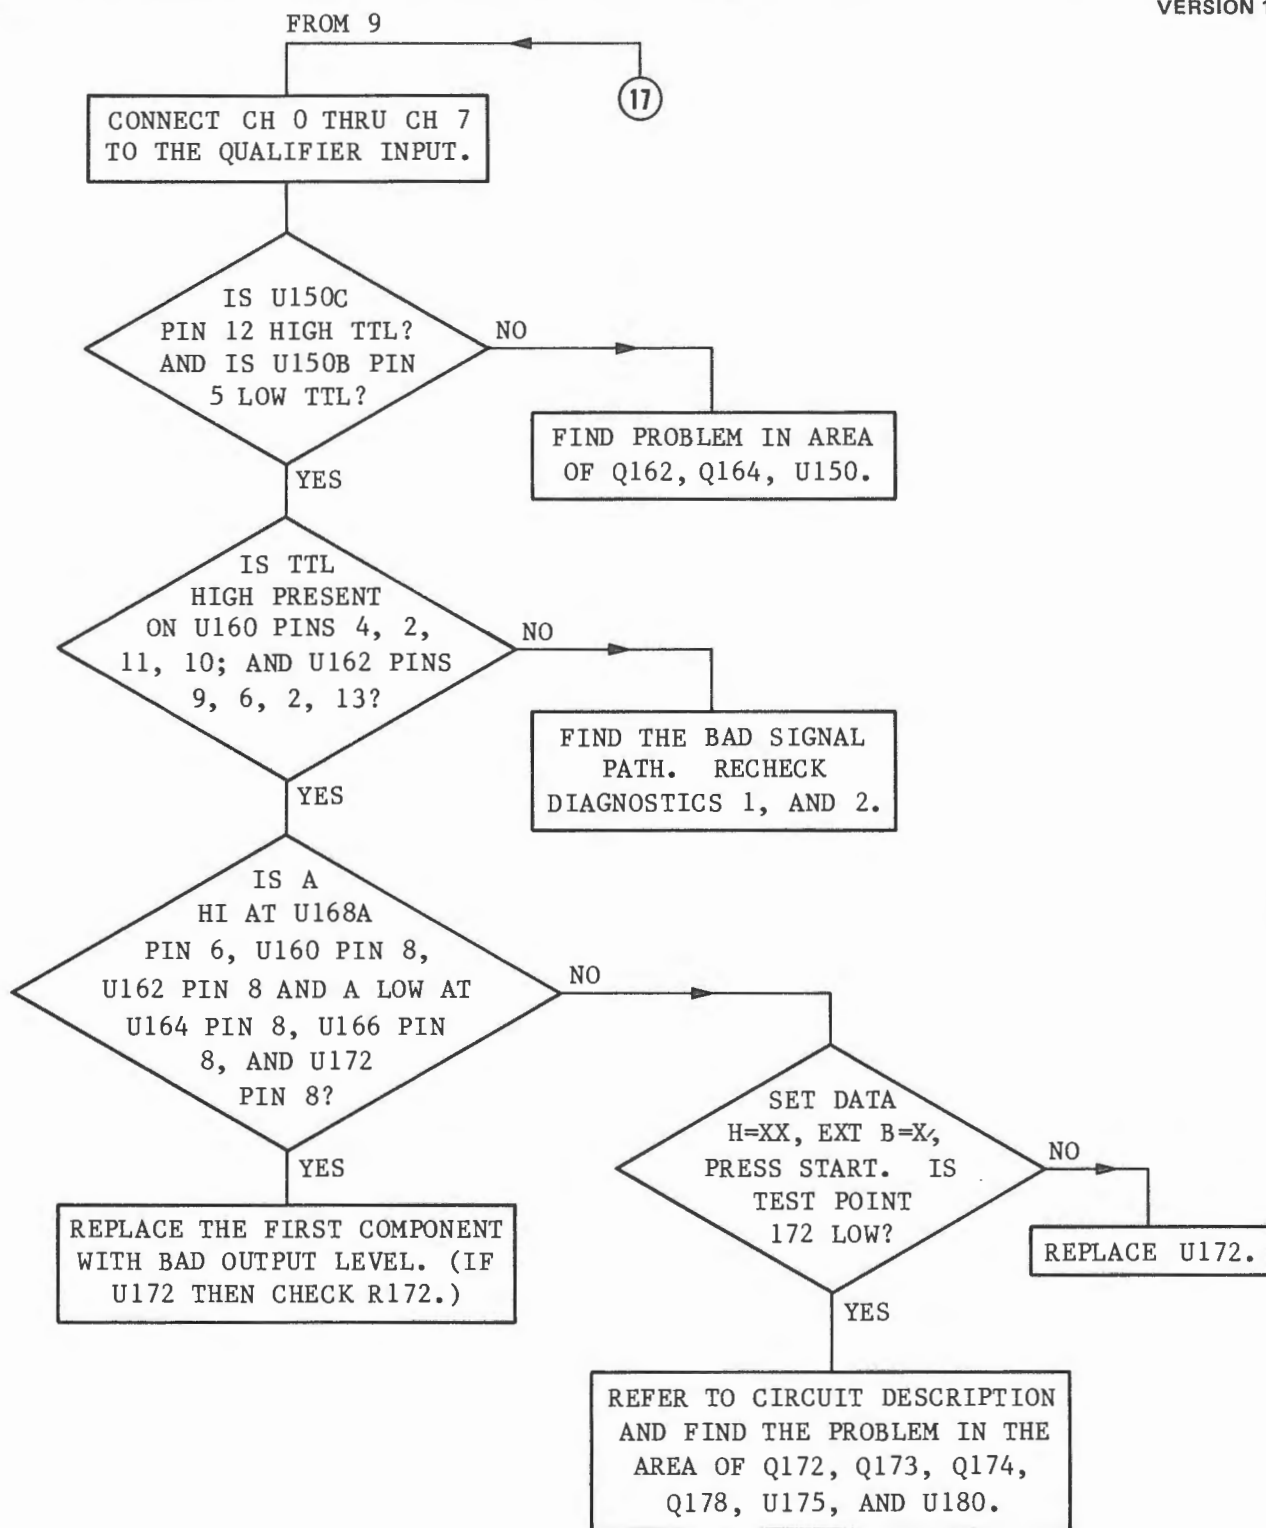 VERSION 1
FROM 9
17
CONNECT CH 0 THRU CH 7
TO THE QUALIFIER INPUT.
IS U150C
PIN 12 HIGH TTL?
AND IS U150B PIN
5 LOW TTL?
NO
FIND PROBLEM IN AREA
OF Q162, Q164, U150.
YES
IS TTL
HIGH PRESENT
ON U160 PINS 4, 2,
11, 10; AND U162 PINS
9, 6, 2, 13?
NO
FIND THE BAD SIGNAL
PATH. RECHECK
DIAGNOSTICS 1, AND 2.
YES
IS A
HI AT U168A
PIN 6, U160 PIN 8,
U162 PIN 8 AND A LOW AT
U164 PIN 8, U166 PIN
8, AND U172
PIN 8?
NO
SET DATA
H=XX, EXT B=X,
PRESS START. IS
TEST POINT
172 LOW?
NO
REPLACE U172.
YES
REPLACE THE FIRST COMPONENT
WITH BAD OUTPUT LEVEL. (IF
U172 THEN CHECK R172.)
YES
REFER TO CIRCUIT DESCRIPTION
AND FIND THE PROBLEM IN THE
AREA OF Q172, Q173, Q174,
Q178, U175, AND U180.